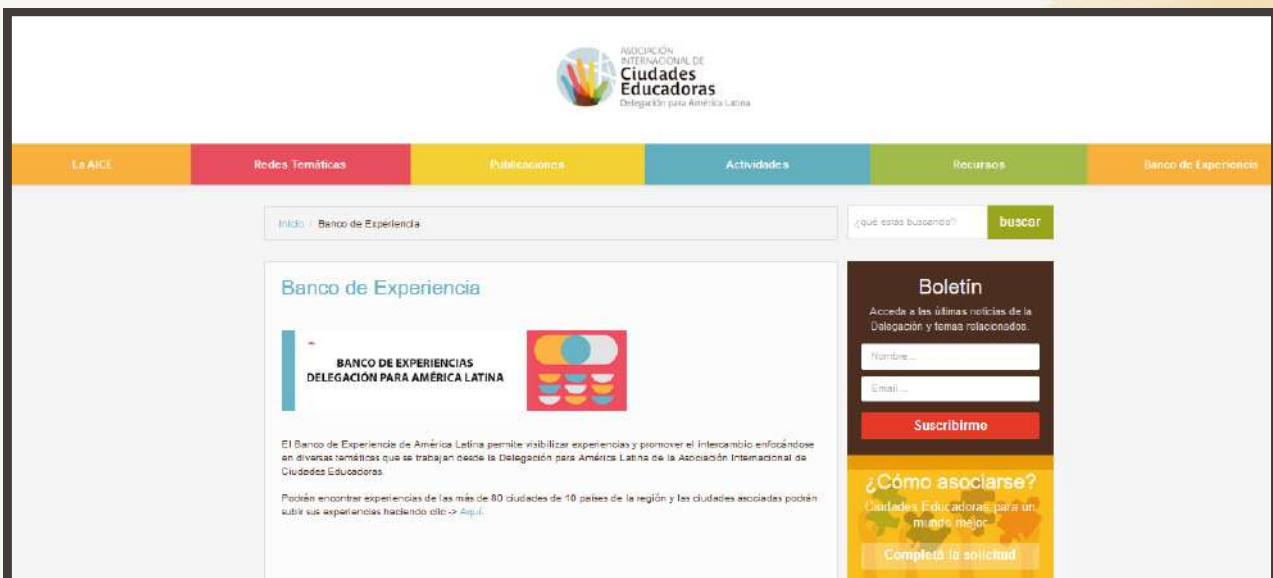 ASOCIACIÓN
INTERNACIONAL DE
Ciudades
Educadoras
Delegación para América Latina
La AICE
Redes Temáticas
Publicaciones
Actividades
Recursos
Banco de Experiencia
Inicio / Banco de Experiencia
¿qué estás buscando?
buscar
Banco de Experiencia
BANCO DE EXPERIENCIAS
DELEGACIÓN PARA AMÉRICA LATINA
El Banco de Experiencia de América Latina permite visibilizar experiencias y promover el intercambio enfocándose
en diversas temáticas que se trabajan desde la Delegación para América Latina de la Asociación Internacional de
Ciudades Educadoras.
Podrán encontrar experiencias de las más de 80 ciudades de 10 países de la región y las ciudades asociadas podrán
subir sus experiencias haciendo clic -> Aquí.
Boletín
Acceda a las últimas noticias de la
Delegación y temas relacionados.
Nombre...
Email...
Suscribirme
¿Cómo asociarse?
Ciudades Educadoras, para un
mundo mejor
Completá la solicitud